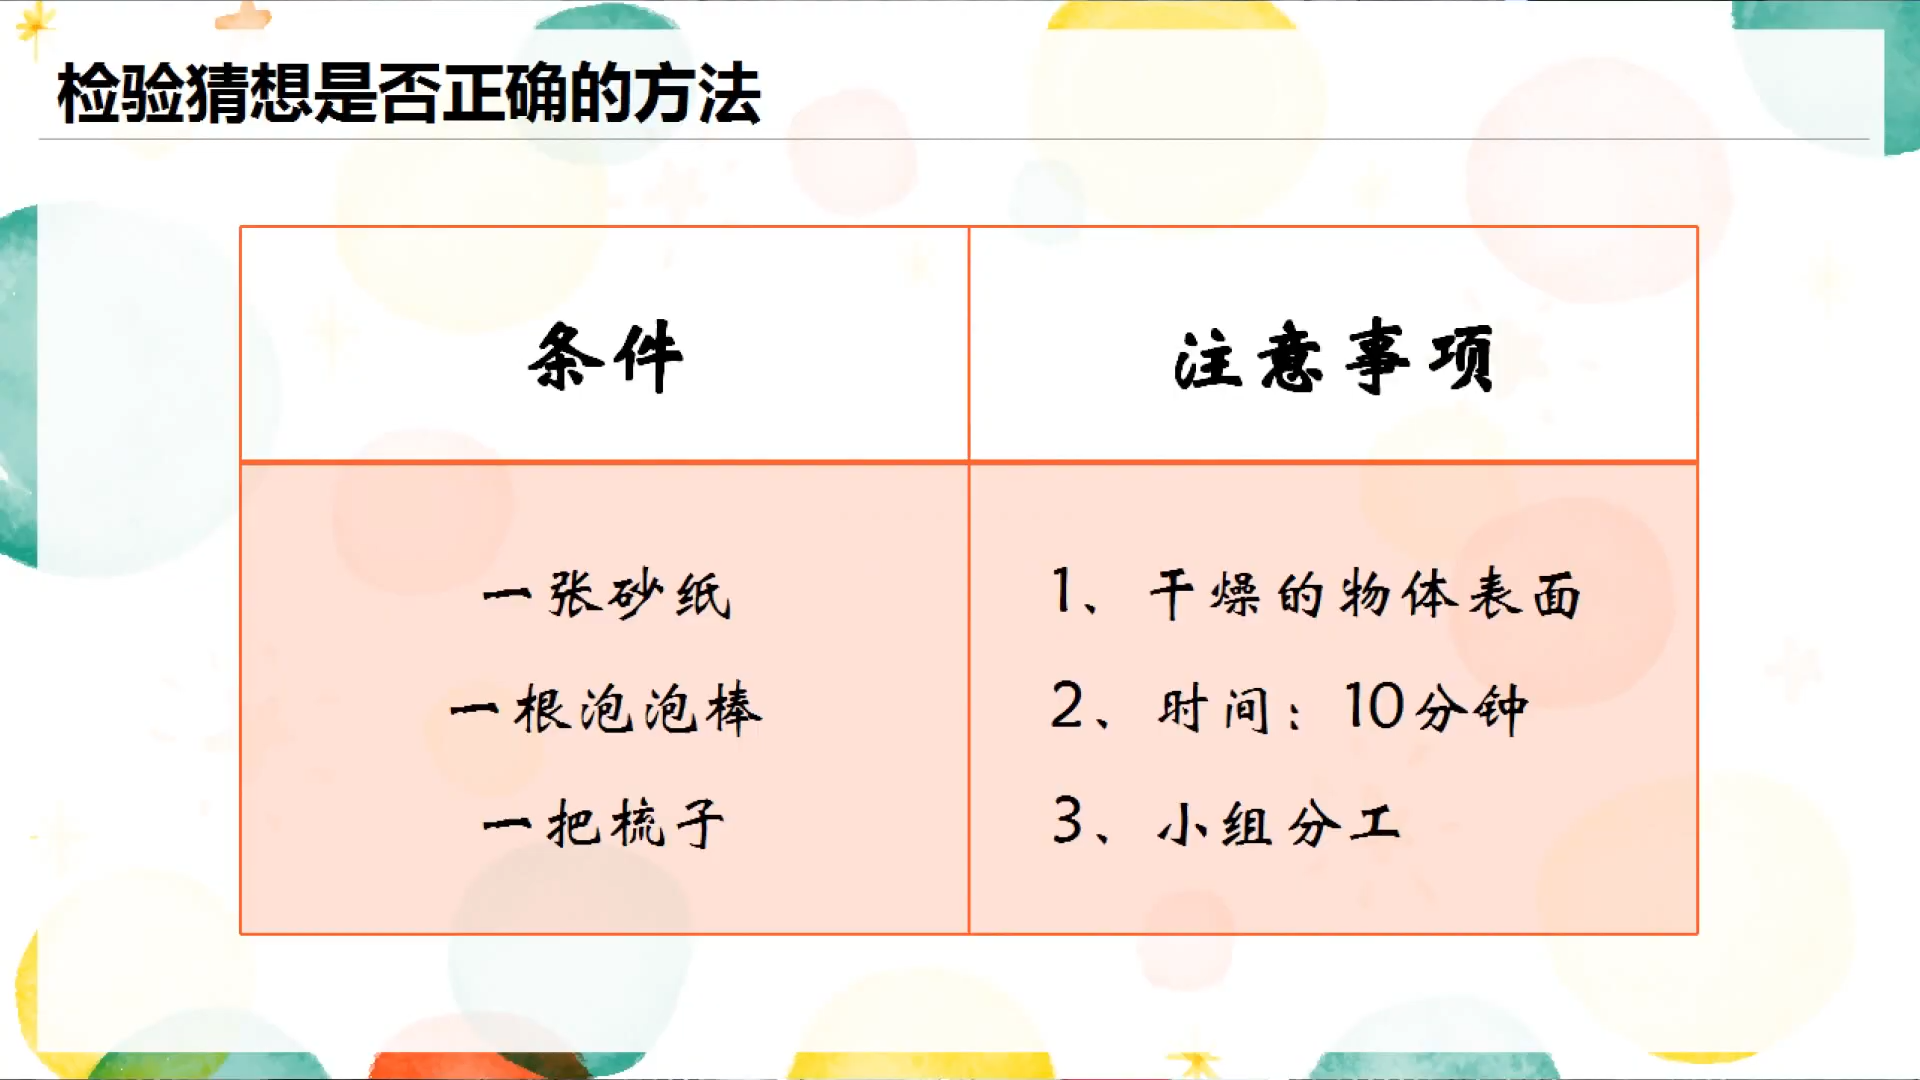 检验猜想是否正确的方法
条件
注意事项
一张砂纸
一根泡泡棒
一把梳子
1、干燥的物体表面
2、时间：10分钟
3、小组分工